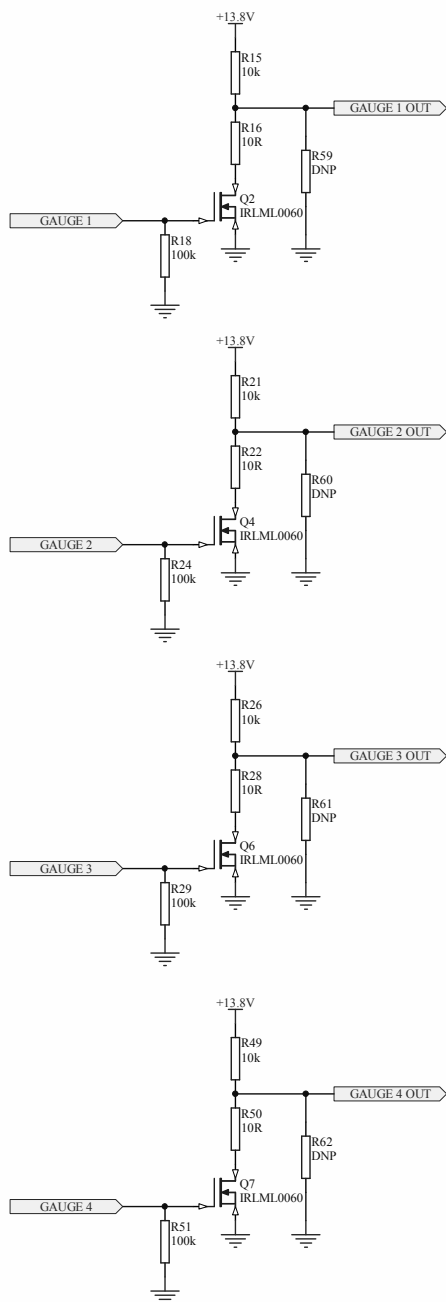 +13.8V
R15
10k
GAUGE 1 OUT
R16
10R
R59
DNP
Q2
IRLML0060
GAUGE 1
R18
100k
+13.8V
R21
10k
GAUGE 2 OUT
R22
10R
R60
DNP
Q4
IRLML0060
GAUGE 2
R24
100k
+13.8V
R26
10k
GAUGE 3 OUT
R28
10R
R61
DNP
Q6
IRLML0060
GAUGE 3
R29
100k
+13.8V
R49
10k
GAUGE 4 OUT
R50
10R
R62
DNP
Q7
IRLML0060
GAUGE 4
R51
100k